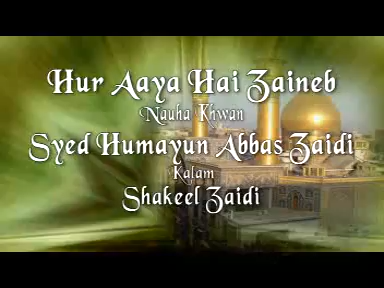 Hur Aaya Hai Zaineb
Nauha Khwan
Syed Humayun Abbas Zaidi
Kalam
Shakeel Zaidi